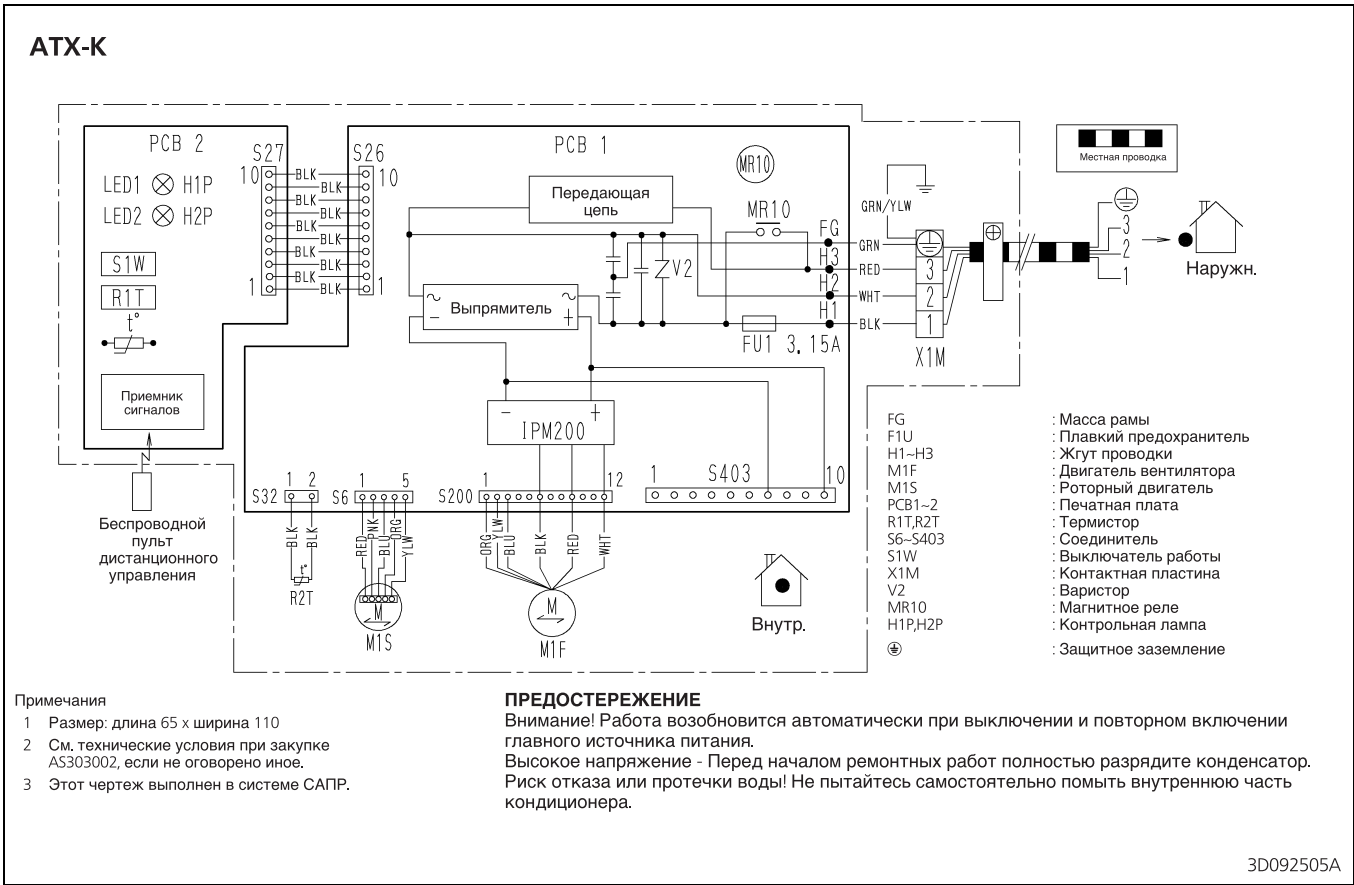 ATX-K
PCB 2
S27
S26
PCB 1
MR10
10
10
LED1 H1P
LED2 H2P
S1W
R1T
t°
1
1
BLK
BLK
BLK
BLK
BLK
BLK
BLK
BLK
BLK
BLK
Передающая
цепь
MR10
V2
Выпрямитель
~
~
−
+
FU1 3.15A
FG
H3
H2
H1
GRN/YLW
GRN
RED
WHT
BLK
3
2
1
X1M
Местная проводка
3
2
1
Наружн.
Приемник
сигналов
Беспроводной
пульт
дистанционного
управления
−
+
IPM200
S32
1 2
S6
1 5
S200
1 12
1 S403 10
BLK
BLK
t°
R2T
RED
PNK
BLU
ORG
YLW
M
M1S
ORG
YLW
BLU
BLK
RED
WHT
M
M1F
Внутр.
FG : Масса рамы
F1U : Плавкий предохранитель
H1~H3 : Жгут проводки
M1F : Двигатель вентилятора
M1S : Роторный двигатель
PCB1~2 : Печатная плата
R1T,R2T : Термистор
S6~S403 : Соединитель
S1W : Выключатель работы
X1M : Контактная пластина
V2 : Варистор
MR10 : Магнитное реле
H1P,H2P : Контрольная лампа
: Защитное заземление
Примечания
1 Размер: длина 65 x ширина 110
2 См. технические условия при закупке
AS303002, если не оговорено иное.
3 Этот чертеж выполнен в системе САПР.
ПРЕДОСТЕРЕЖЕНИЕ
Внимание! Работа возобновится автоматически при выключении и повторном включении
главного источника питания.
Высокое напряжение - Перед началом ремонтных работ полностью разрядите конденсатор.
Риск отказа или протечки воды! Не пытайтесь самостоятельно помыть внутреннюю часть
кондиционера.
3D092505A